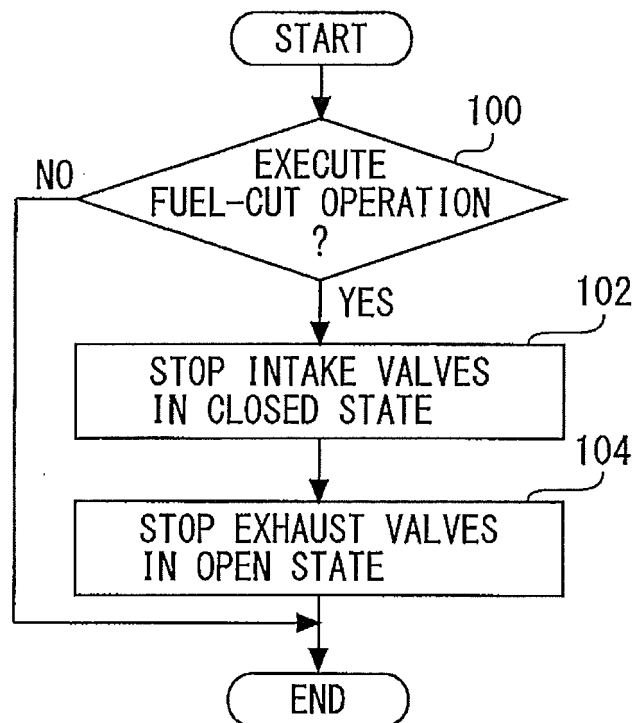 START
100
EXECUTE
FUEL-CUT OPERATION
?
NO
YES
102
STOP INTAKE VALVES
IN CLOSED STATE
104
STOP EXHAUST VALVES
IN OPEN STATE
END